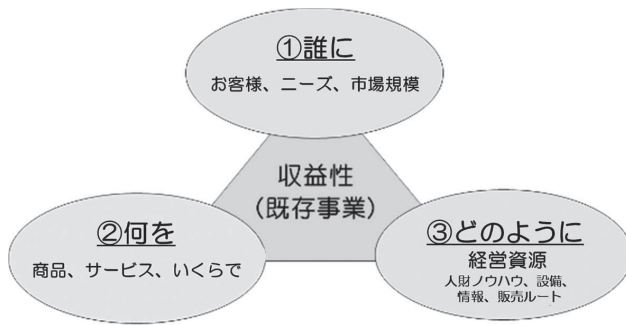 ①誰に
お客様、ニーズ、市場規模
収益性
(既存事業)
②何を
商品、サービス、いくらで
③どのように
経営資源
人財ノウハウ、設備、
情報、販売ルート